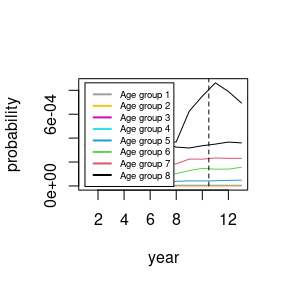 probability
6e-04
0e+00
Age group 1
Age group 2
Age group 3
Age group 4
Age group 5
Age group 6
Age group 7
Age group 8
2 4 6 8 12
year